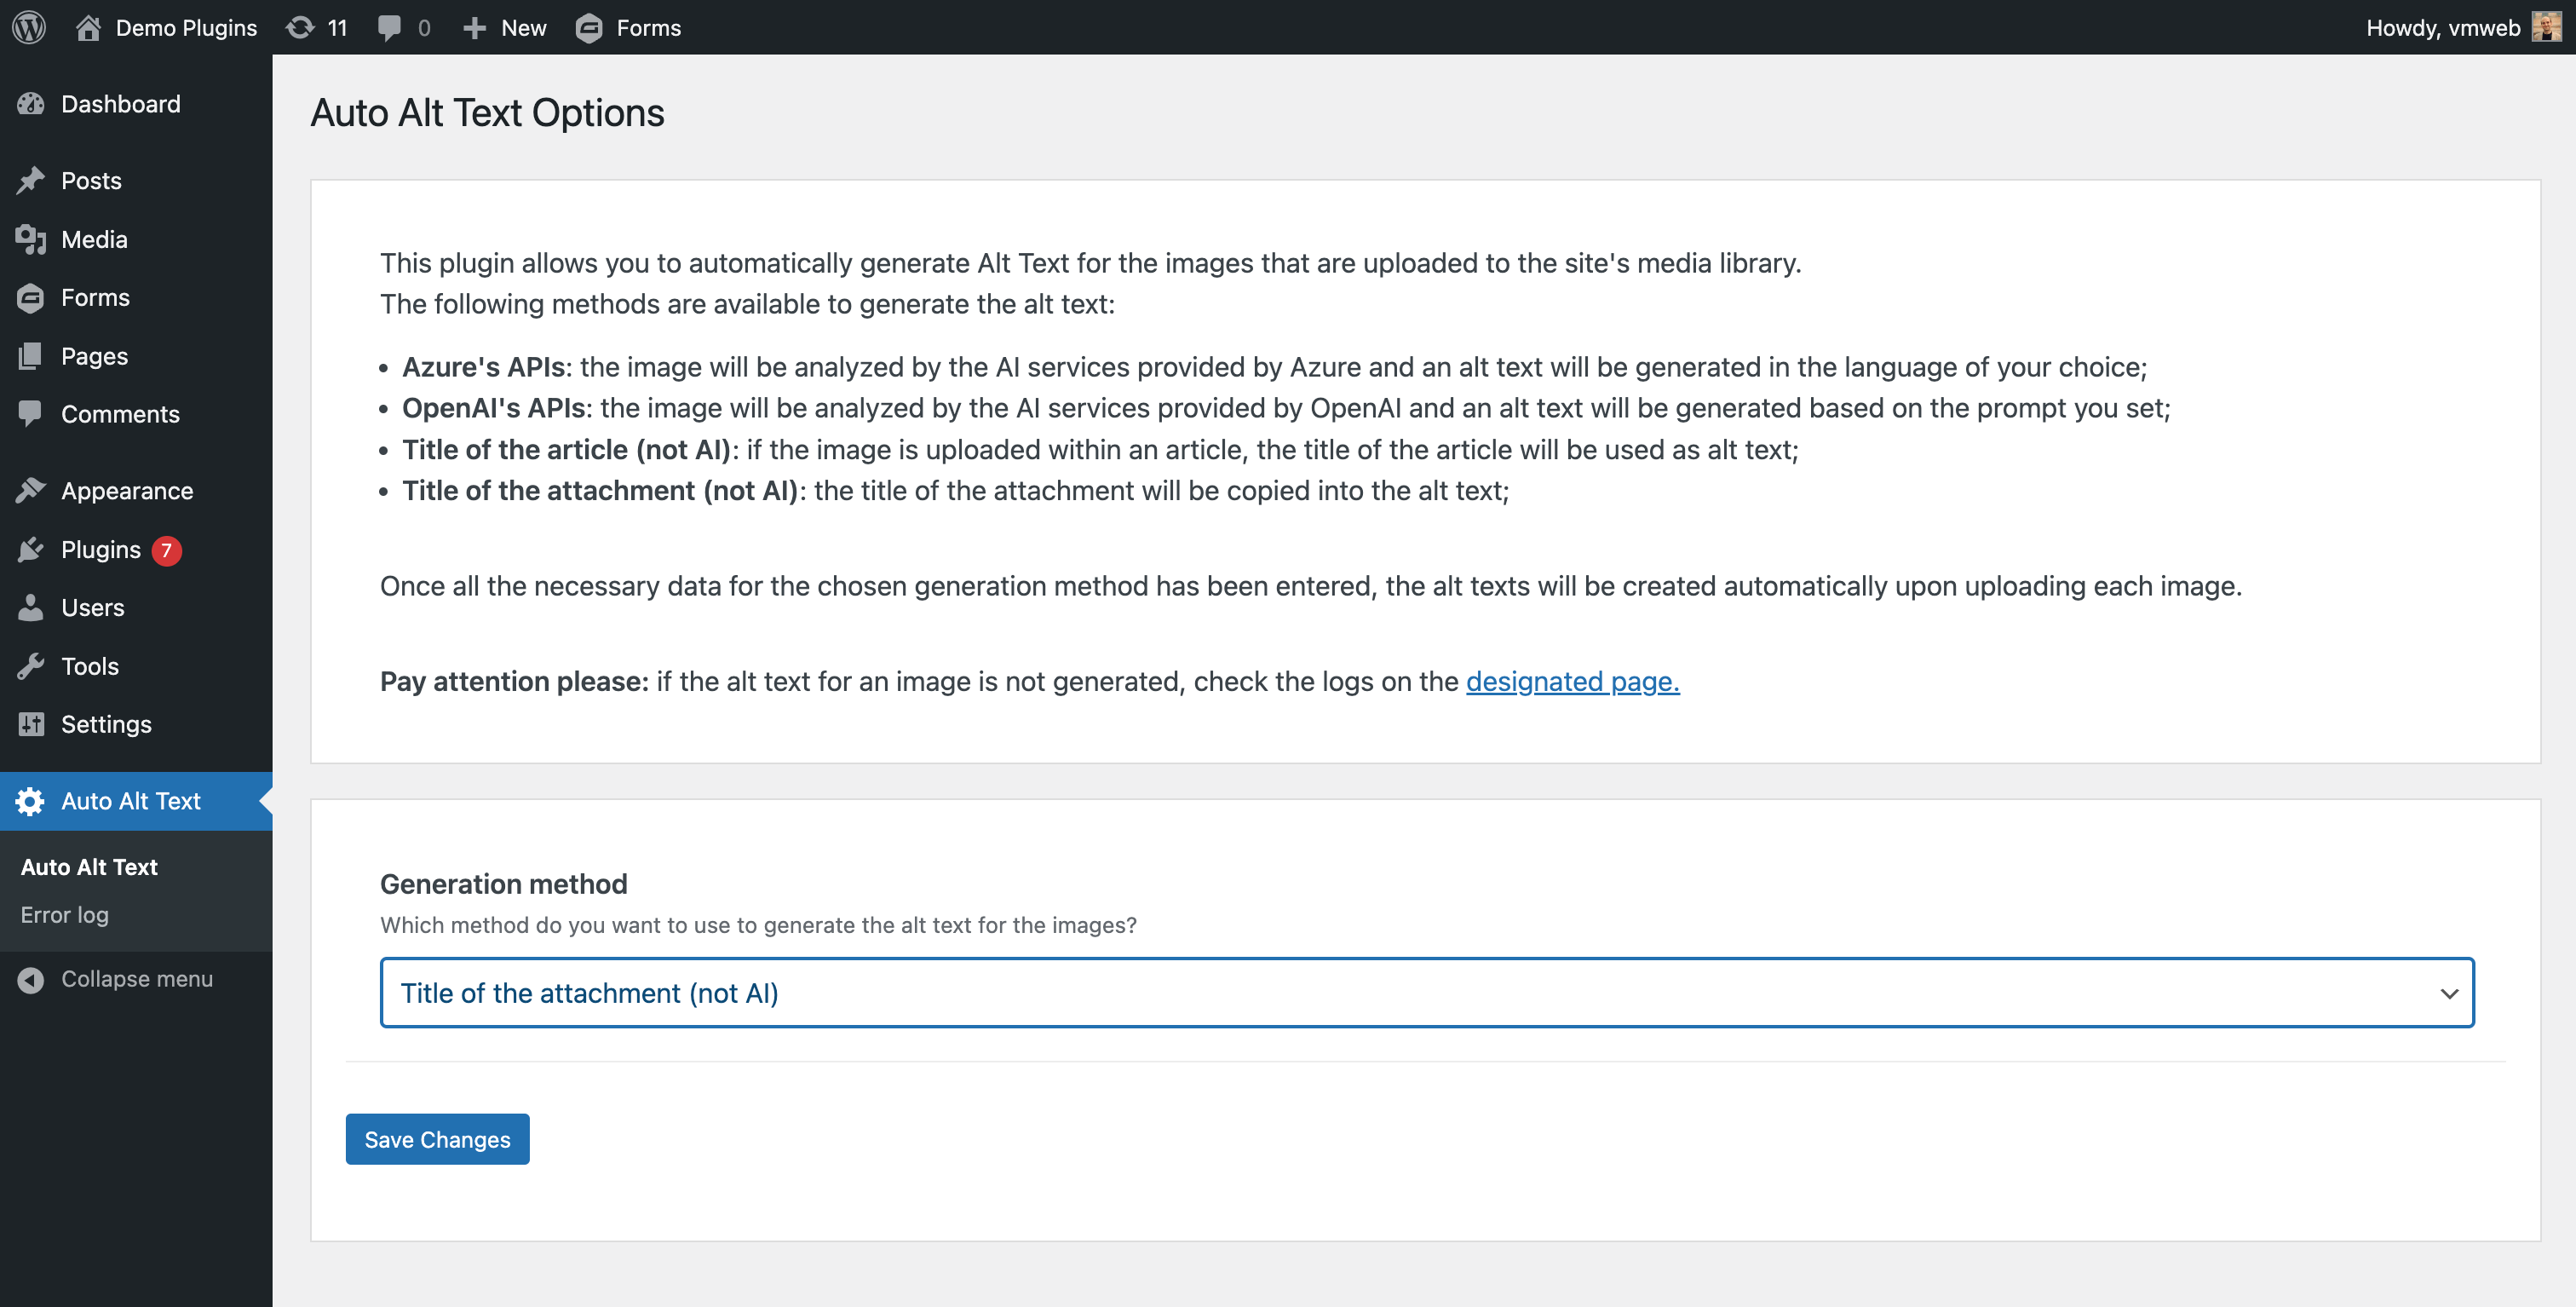 Demo Plugins 11 0 New Forms Howdy, vmweb
Dashboard
Posts
Media
Forms
Pages
Comments
Appearance
Plugins 7
Users
Tools
Settings
Auto Alt Text
Auto Alt Text
Error log
Collapse menu
Auto Alt Text Options
This plugin allows you to automatically generate Alt Text for the images that are uploaded to the site's media library.
The following methods are available to generate the alt text:
• Azure's APIs: the image will be analyzed by the AI services provided by Azure and an alt text will be generated in the language of your choice;
• OpenAI's APIs: the image will be analyzed by the AI services provided by OpenAI and an alt text will be generated based on the prompt you set;
• Title of the article (not AI): if the image is uploaded within an article, the title of the article will be used as alt text;
• Title of the attachment (not AI): the title of the attachment will be copied into the alt text;
Once all the necessary data for the chosen generation method has been entered, the alt texts will be created automatically upon uploading each image.
Pay attention please: if the alt text for an image is not generated, check the logs on the designated page.
Generation method
Which method do you want to use to generate the alt text for the images?
Title of the attachment (not AI)
Save Changes